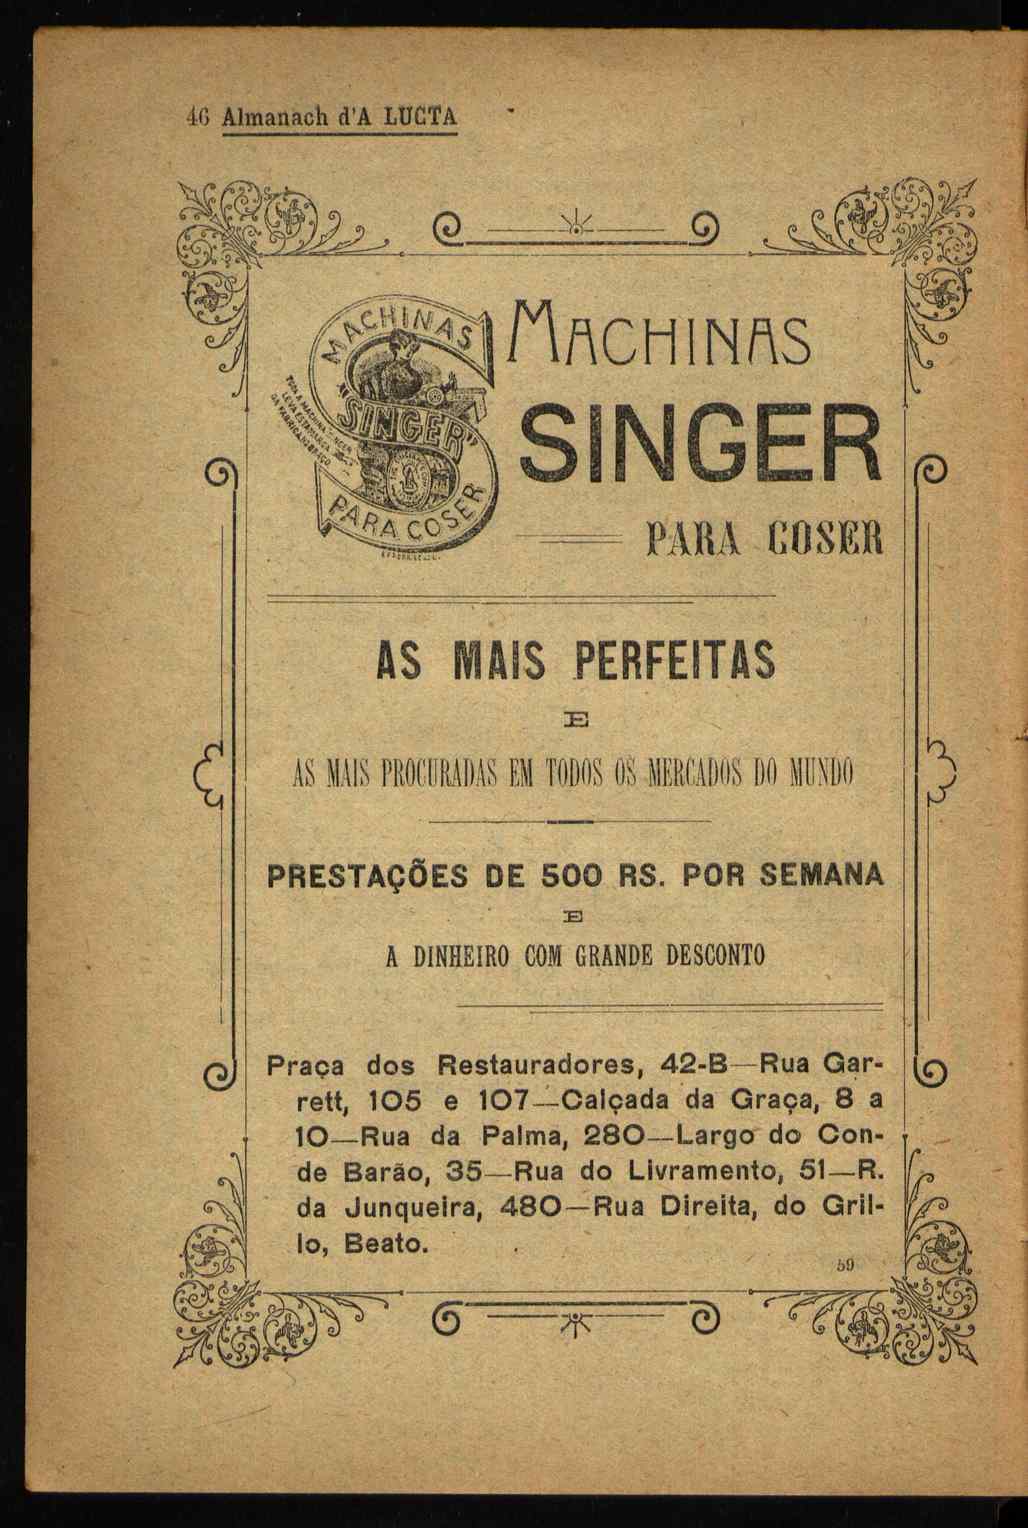 46 Almanach d'A LUCTA
MACHINAS
"SINGER"
PARA COSER
MACHINAS
SINGER
PARA COSER
AS MAIS PERFEITAS
E
AS MAIS PROCURADAS EM TODOS OS MERCADOS DO MUNDO
PRESTAÇÕES DE 500 RS. POR SEMANA
E
A DINHEIRO COM GRANDE DESCONTO
Praça dos Restauradores, 42-B—Rua Gar-
rett, 105 e 107—Calçada da Graça, 8 a
10—Rua da Palma, 280—Largo do Con-
de Barão, 35—Rua do Livramento, 51—R.
da Junqueira, 480—Rua Direita, do Gril-
lo, Beato.
59